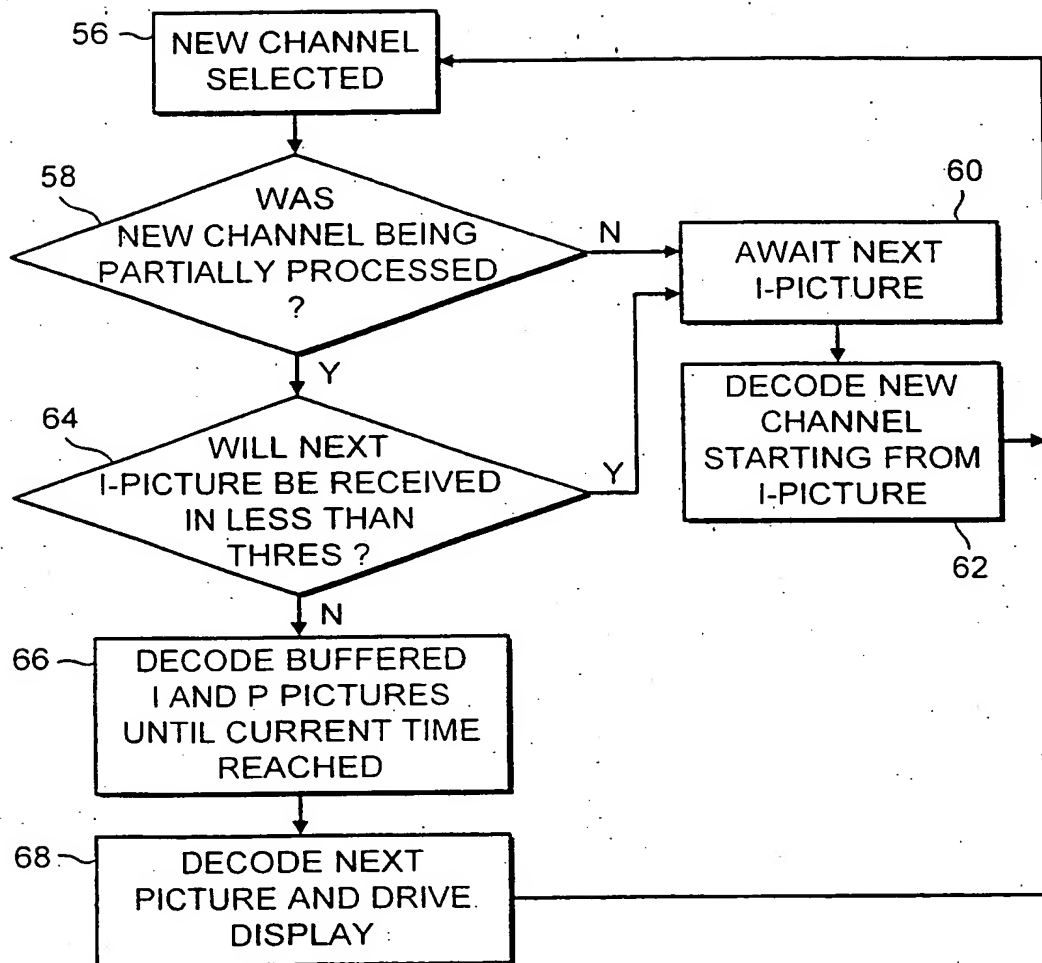 56
NEW CHANNEL
SELECTED
58
WAS
NEW CHANNEL BEING
PARTIALLY PROCESSED
?
N
Y
60
AWAIT NEXT
I-PICTURE
DECODE NEW
CHANNEL
STARTING FROM
I-PICTURE
62
64
WILL NEXT
I-PICTURE BE RECEIVED
IN LESS THAN
THRES ?
Y
N
66
DECODE BUFFERED
I AND P PICTURES
UNTIL CURRENT TIME
REACHED
68
DECODE NEXT
PICTURE AND DRIVE
DISPLAY